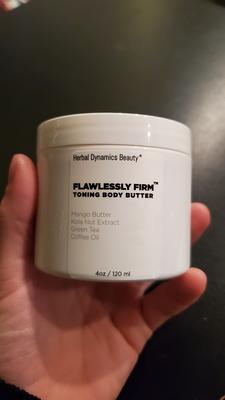 Herbal Dynamics Beauty®
FLAWLESSLY FIRM™
TONING BODY BUTTER
Mango Butter
Kola Nut Extract
Green Tea
Coffee Oil
4oz / 120 ml